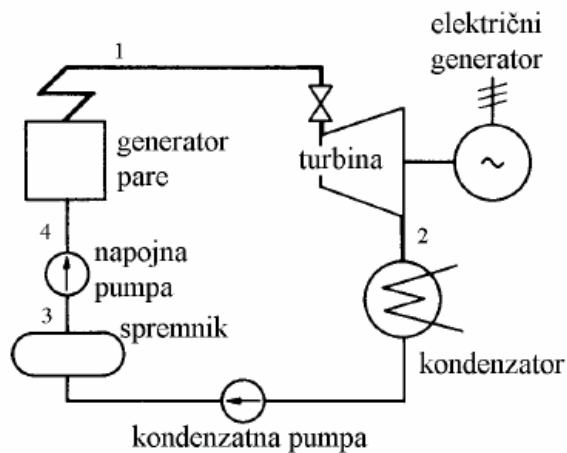 1
električni
generator
generator
pare
turbina
~
2
4
napojna
pumpa
3
spremnik
kondenzator
kondenzatna pumpa